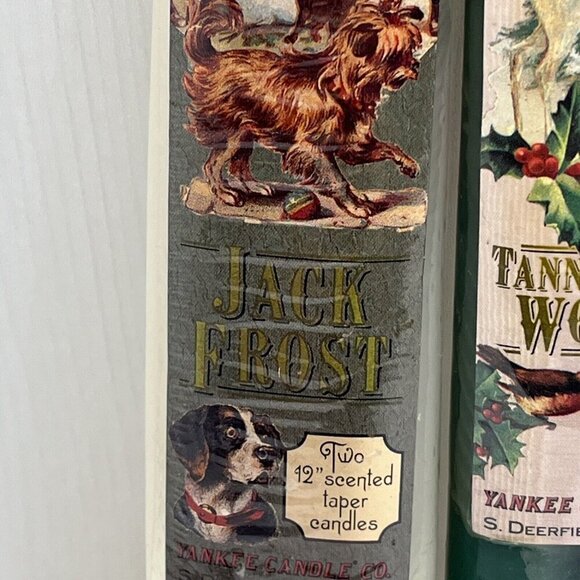 JACK
FROST
Two
12" scented
taper
candles
YANKEE CANDLE CO.
TANN
WO
YANKEE
S. DEERFIE